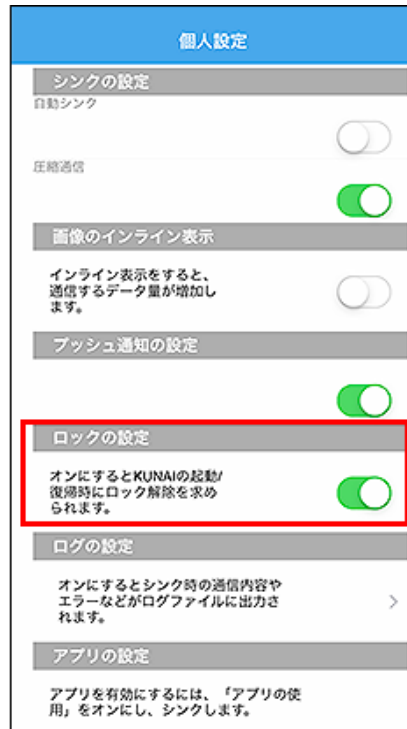 個人設定
シンクの設定
自動シンク
圧縮通信
画像のインライン表示
インライン表示をすると、
通信するデータ量が増加し
ます。
プッシュ通知の設定
ロックの設定
オンにするとKUNAIの起動/
復帰時にロック解除を求め
られます。
ログの設定
オンにするとシンク時の通信内容や
エラーなどがログファイルに出力さ
れます。
アプリの設定
アプリを有効にするには、「アプリの使
用」をオンにし、シンクします。